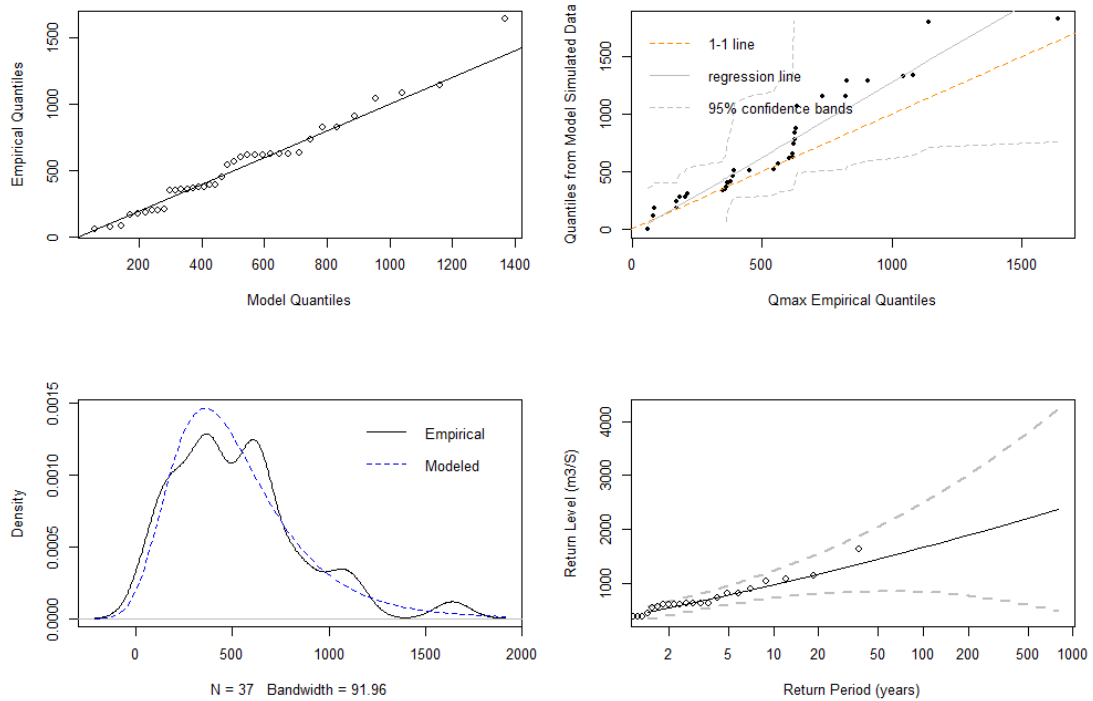 Empirical Quantiles
0 500 1000 1500
200 400 600 800 1000 1200 1400
Model Quantiles
Quantiles from Model Simulated Data
0 500 1000 1500
1-1 line
regression line
95% confidence bands
0 500 1000 1500
Qmax Empirical Quantiles
Density
0.0000 0.0005 0.0010 0.0015
Empirical
Modeled
0 500 1000 1500 2000
N = 37 Bandwidth = 91.96
Return Level (m3/S)
1000 2000 3000 4000
2 5 10 20 50 100 200 500 1000
Return Period (years)